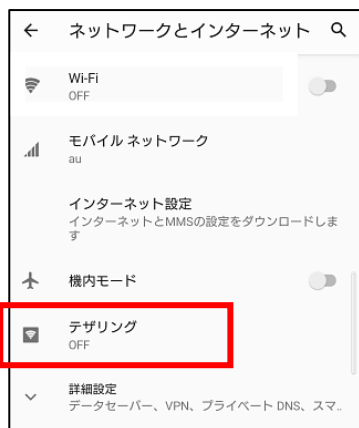 ネットワークとインターネット
Wi-Fi
OFF
モバイル ネットワーク
au
インターネット設定
インターネットとMMSの設定をダウンロードしま
す
機内モード
テザリング
OFF
詳細設定
データセーバー、VPN、プライベート DNS、スマ..